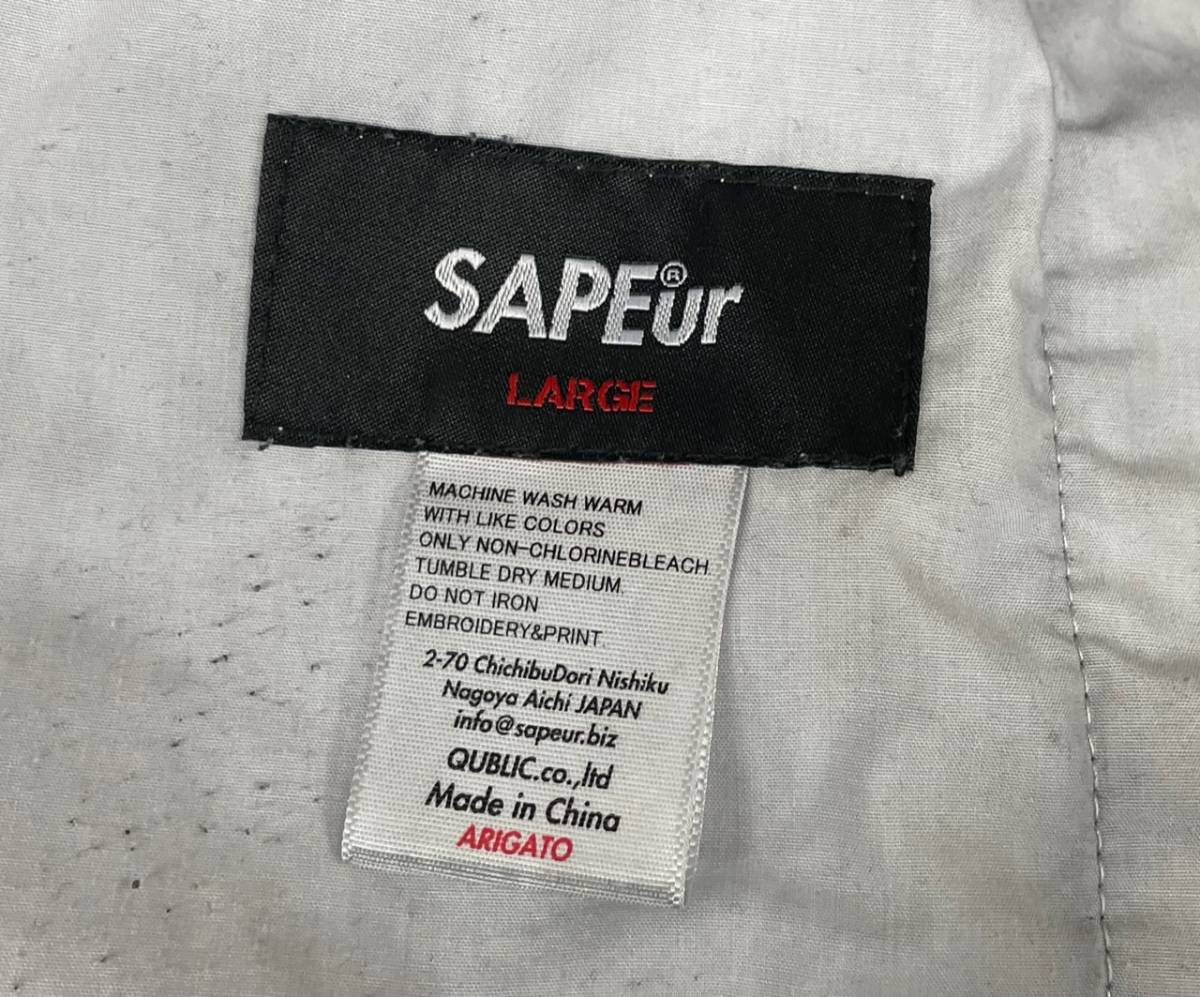 SAPEur®
LARGE
MACHINE WASH WARM
WITH LIKE COLORS
ONLY NON-CHLORINEBLEACH.
TUMBLE DRY MEDIUM.
DO NOT IRON
EMBROIDERY&PRINT.
2-70 ChichibuDori Nishiku
Nagoya Aichi JAPAN
info@sapeur.biz
QUBLIC.co.,ltd
Made in China
ARIGATO